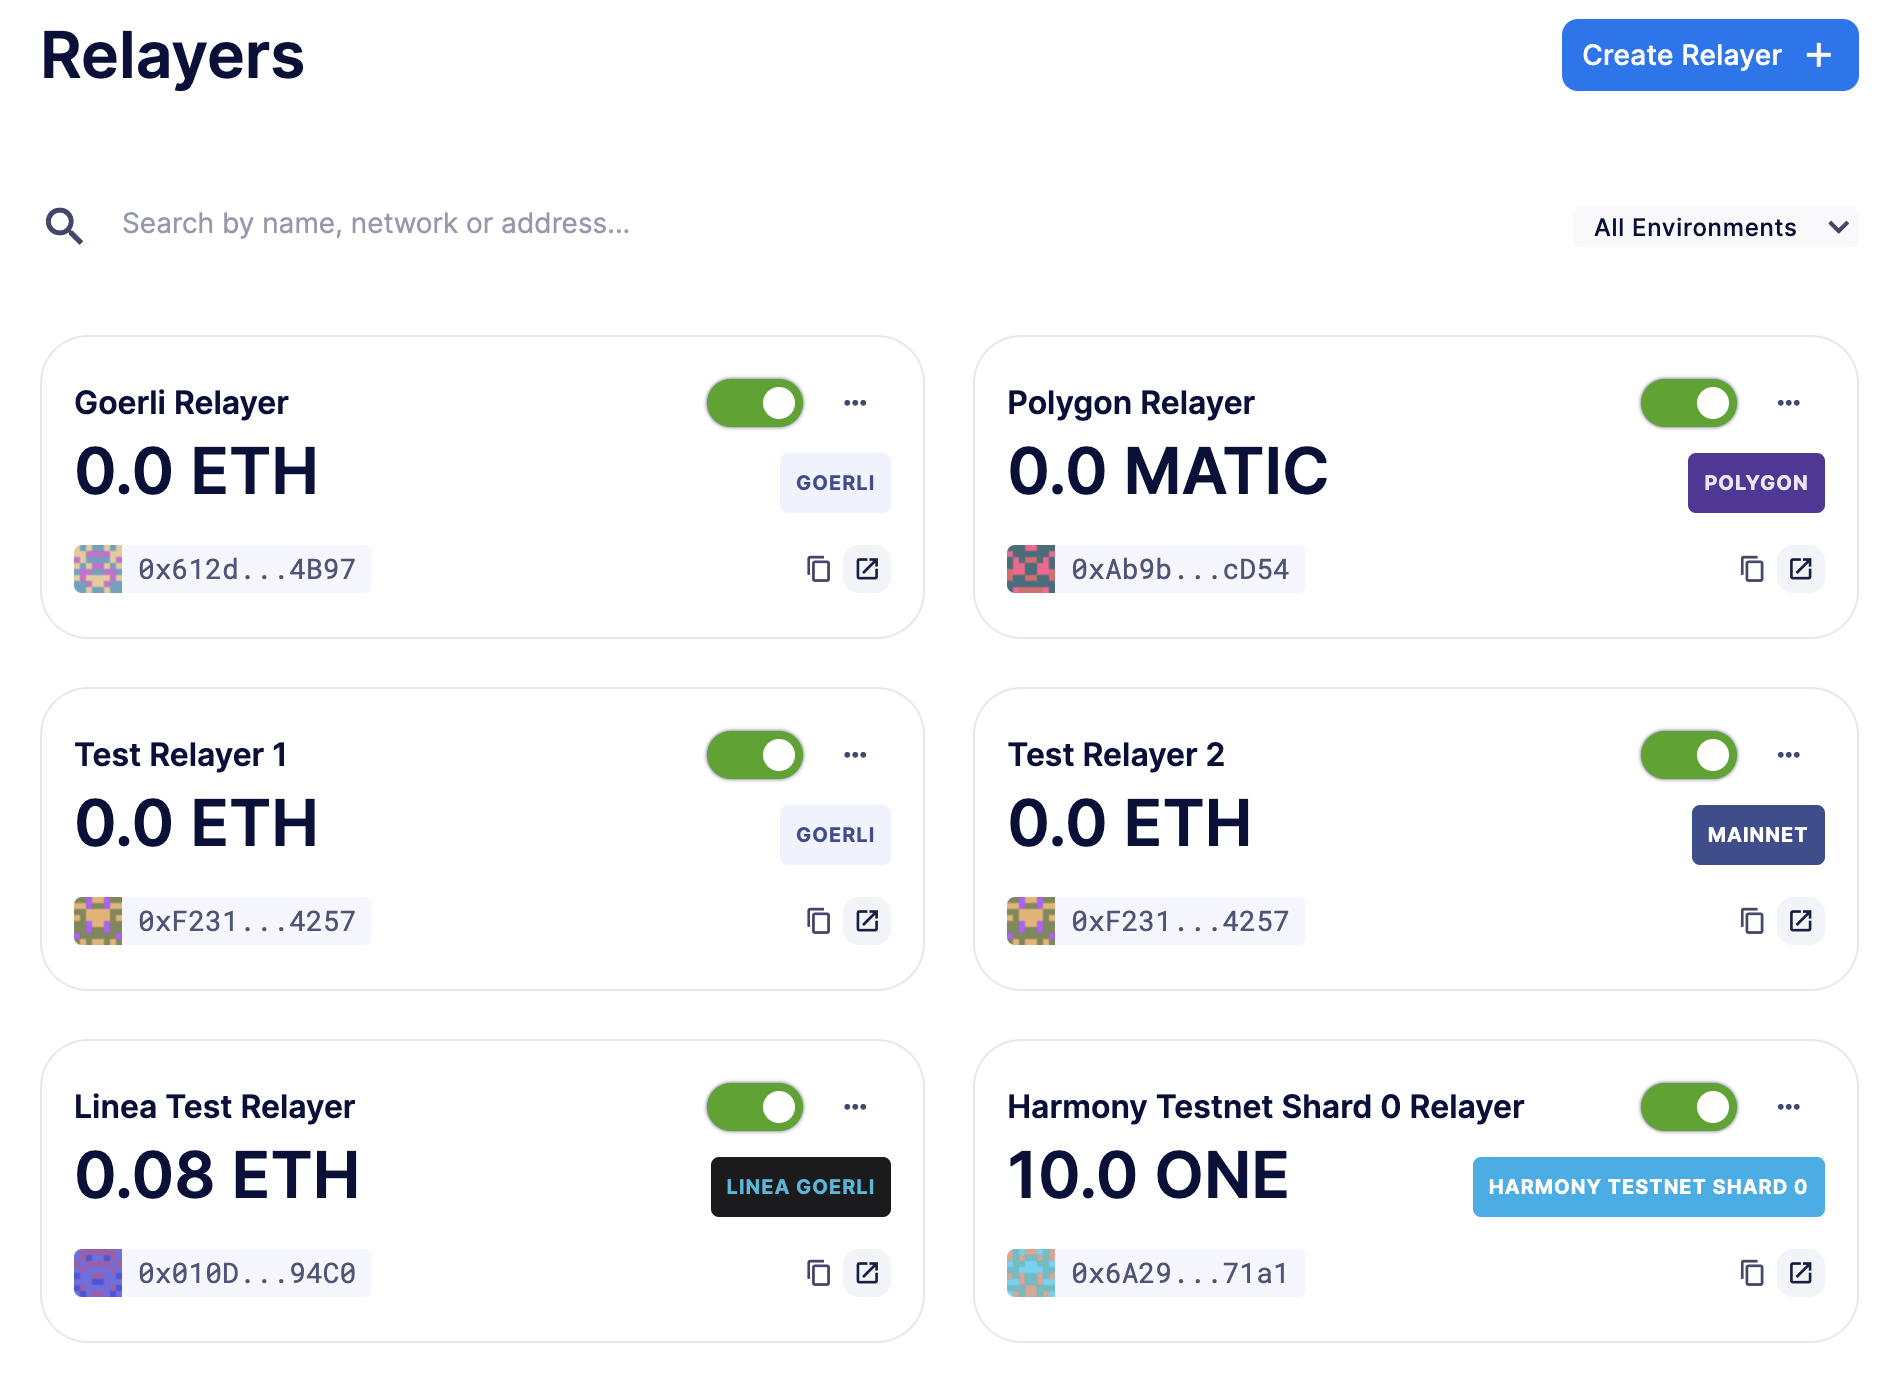 Relayers
Create Relayer +
Search by name, network or address...
All Environments
Goerli Relayer
0.0 ETH
GOERLI
0x612d...4B97
Polygon Relayer
0.0 MATIC
POLYGON
0xAb9b...cD54
Test Relayer 1
0.0 ETH
GOERLI
0xF231...4257
Test Relayer 2
0.0 ETH
MAINNET
0xF231...4257
Linea Test Relayer
0.08 ETH
LINEA GOERLI
0x010D...94C0
Harmony Testnet Shard 0 Relayer
10.0 ONE
HARMONY TESTNET SHARD 0
0x6A29...71a1